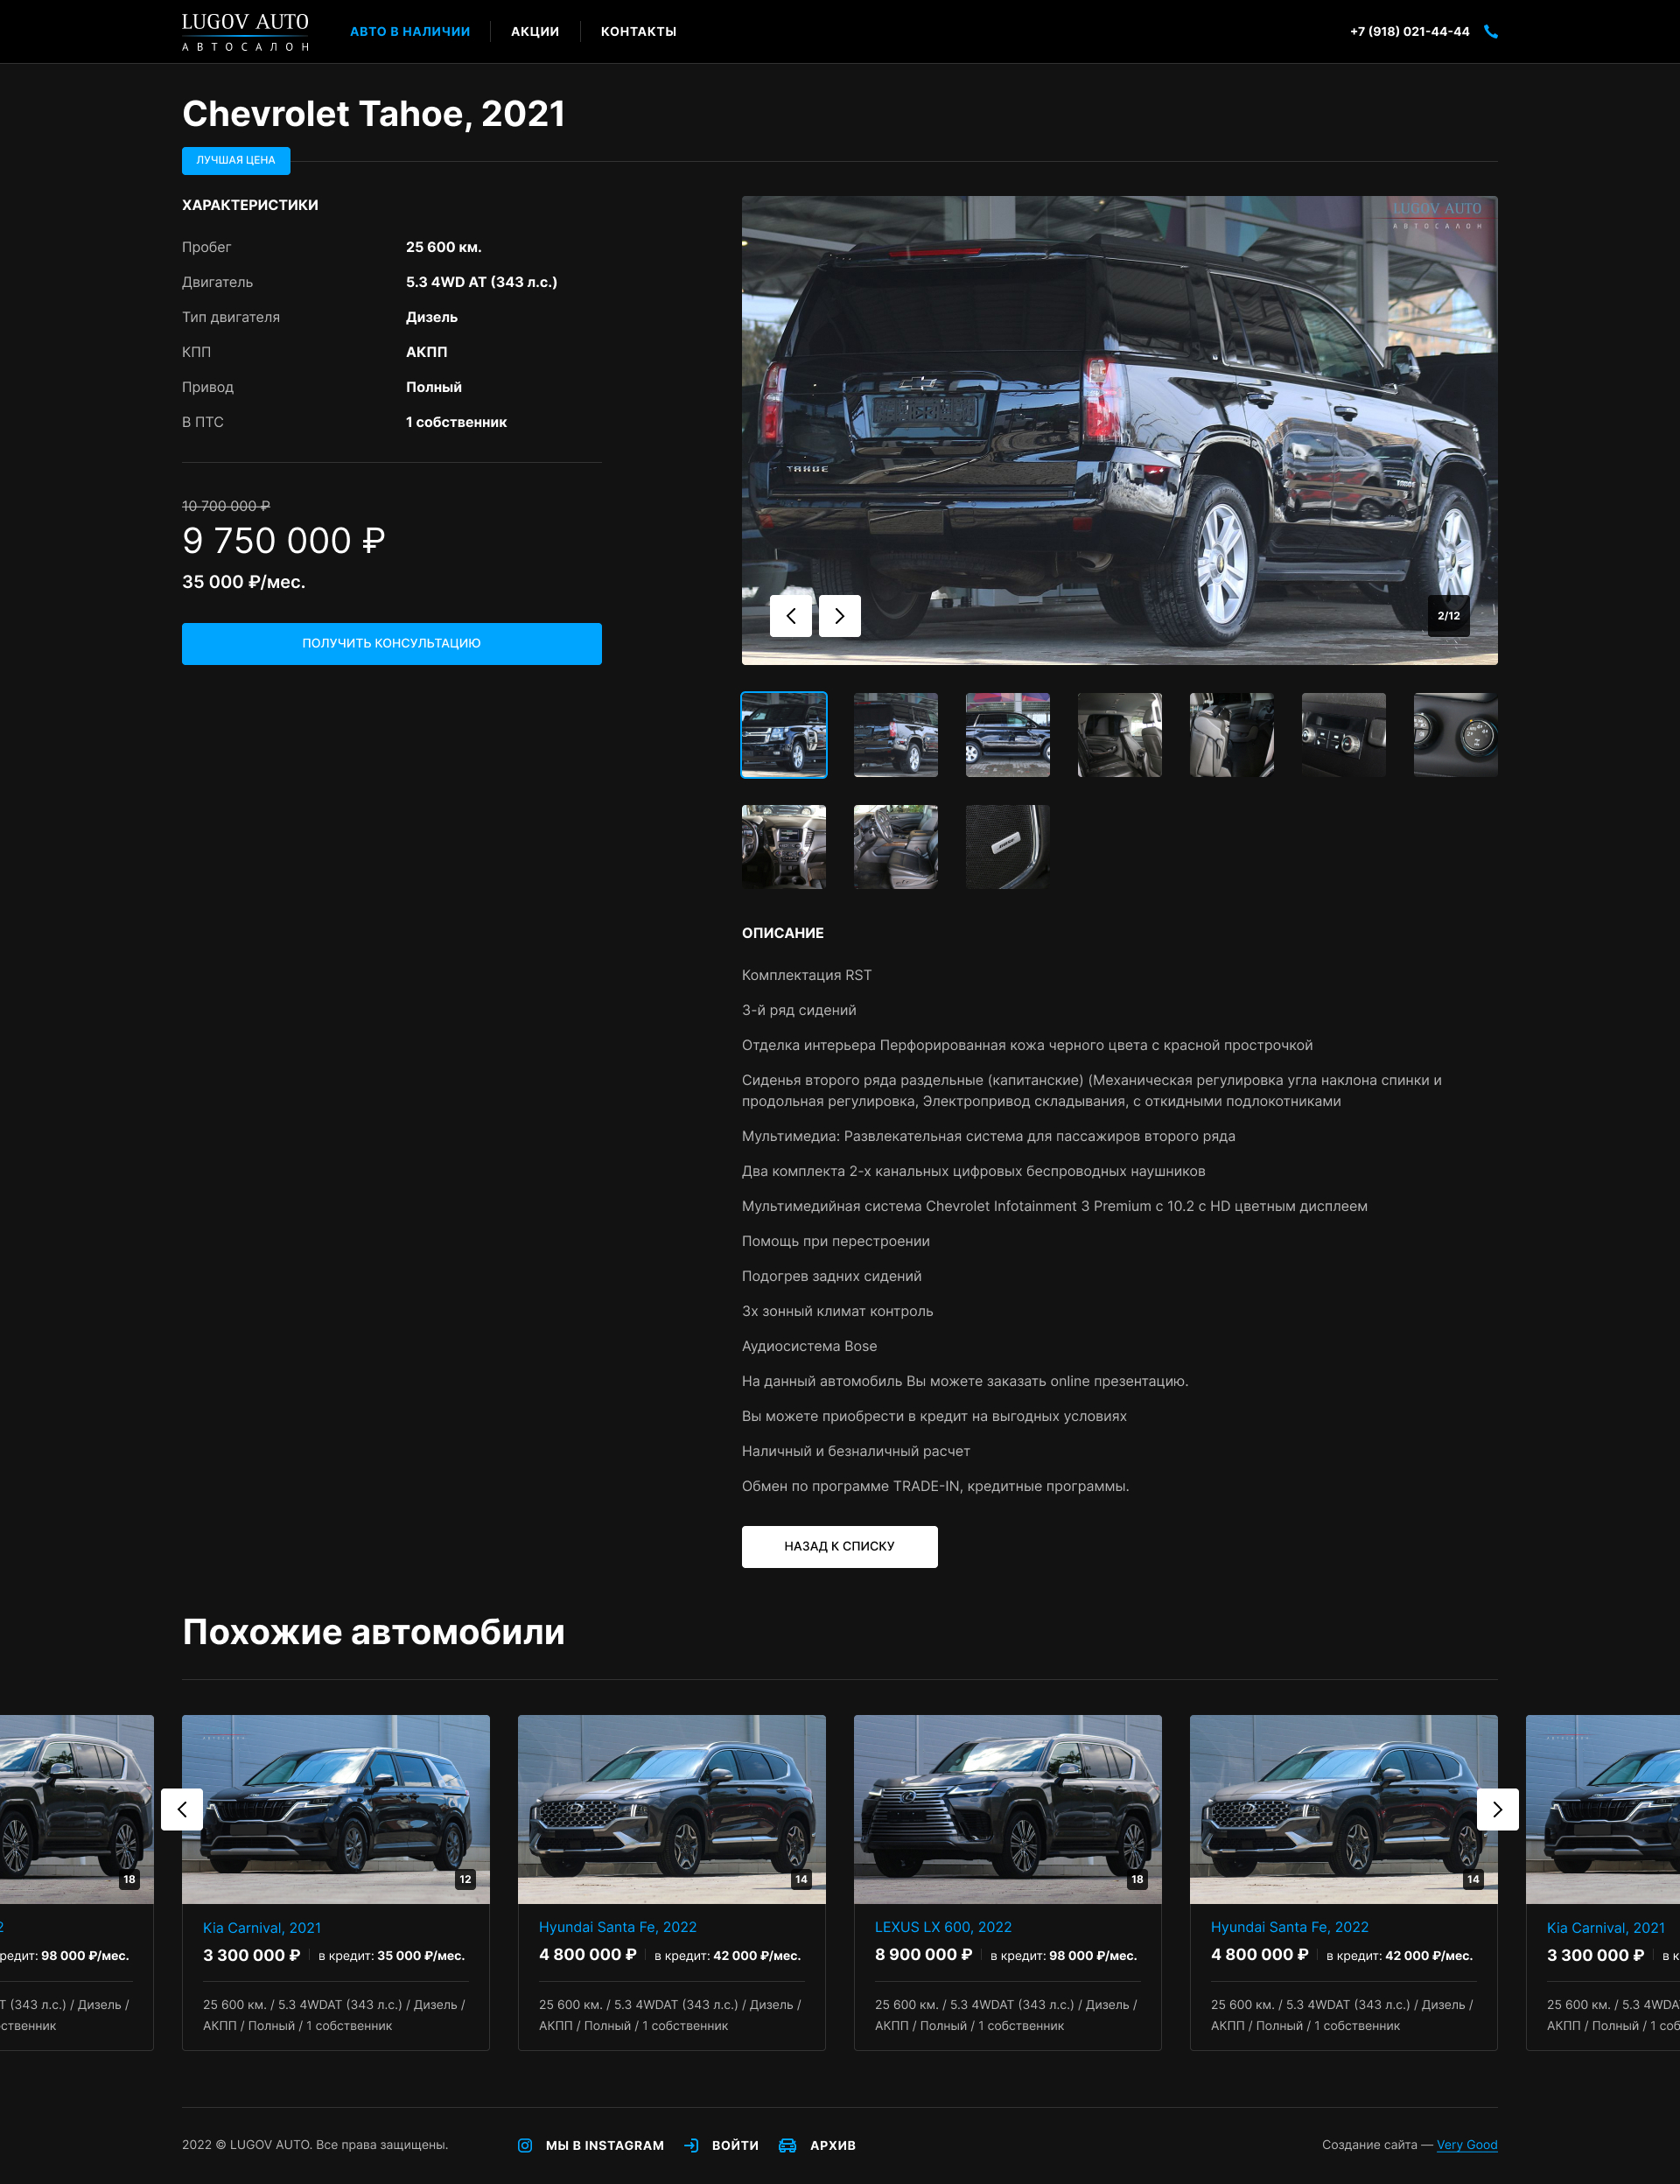 LUGOV AUTO
АВТОСАЛОН
АВТО В НАЛИЧИИ
АКЦИИ
КОНТАКТЫ
+7 (918) 021-44-44
Chevrolet Tahoe, 2021
ЛУЧШАЯ ЦЕНА
ХАРАКТЕРИСТИКИ
Пробег 25 600 км.
Двигатель 5.3 4WD AT (343 л.с.)
Тип двигателя Дизель
КПП АКПП
Привод Полный
В ПТС 1 собственник
10 700 000 ₽
9 750 000 ₽
35 000 ₽/мес.
ПОЛУЧИТЬ КОНСУЛЬТАЦИЮ
LUGOV AUTO
АВТОСАЛОН
TAHOE
2/12
ОПИСАНИЕ
Комплектация RST
3-й ряд сидений
Отделка интерьера Перфорированная кожа черного цвета с красной прострочкой
Сиденья второго ряда раздельные (капитанские) (Механическая регулировка угла наклона спинки и
продольная регулировка, Электропривод складывания, с откидными подлокотниками
Мультимедиа: Развлекательная система для пассажиров второго ряда
Два комплекта 2-х канальных цифровых беспроводных наушников
Мультимедийная система Chevrolet Infotainment 3 Premium с 10.2 с HD цветным дисплеем
Помощь при перестроении
Подогрев задних сидений
3х зонный климат контроль
Аудиосистема Bose
На данный автомобиль Вы можете заказать online презентацию.
Вы можете приобрести в кредит на выгодных условиях
Наличный и безналичный расчет
Обмен по программе TRADE-IN, кредитные программы.
НАЗАД К СПИСКУ
Похожие автомобили
18
2
редит: 98 000 ₽/мес.
T (343 л.с.) / Дизель /
ственник
12
Kia Carnival, 2021
3 300 000 ₽ в кредит: 35 000 ₽/мес.
25 600 км. / 5.3 4WDAT (343 л.с.) / Дизель /
АКПП / Полный / 1 собственник
14
Hyundai Santa Fe, 2022
4 800 000 ₽ в кредит: 42 000 ₽/мес.
25 600 км. / 5.3 4WDAT (343 л.с.) / Дизель /
АКПП / Полный / 1 собственник
18
LEXUS LX 600, 2022
8 900 000 ₽ в кредит: 98 000 ₽/мес.
25 600 км. / 5.3 4WDAT (343 л.с.) / Дизель /
АКПП / Полный / 1 собственник
14
Hyundai Santa Fe, 2022
4 800 000 ₽ в кредит: 42 000 ₽/мес.
25 600 км. / 5.3 4WDAT (343 л.с.) / Дизель /
АКПП / Полный / 1 собственник
Kia Carnival, 2021
3 300 000 ₽ в к
25 600 км. / 5.3 4WDA
АКПП / Полный / 1 соб
2022 © LUGOV AUTO. Все права защищены.
МЫ В INSTAGRAM
ВОЙТИ
АРХИВ
Создание сайта — Very Good